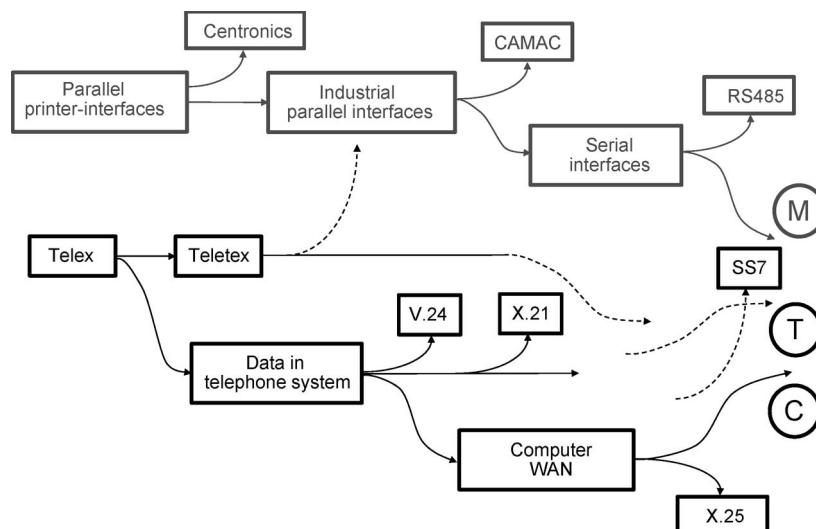 Centronics
CAMAC
Parallel
printer-interfaces
Industrial
parallel interfaces
RS485
Serial
interfaces
M
Telex
Teletex
SS7
V.24
X.21
T
Data in
telephone system
C
Computer
WAN
X.25